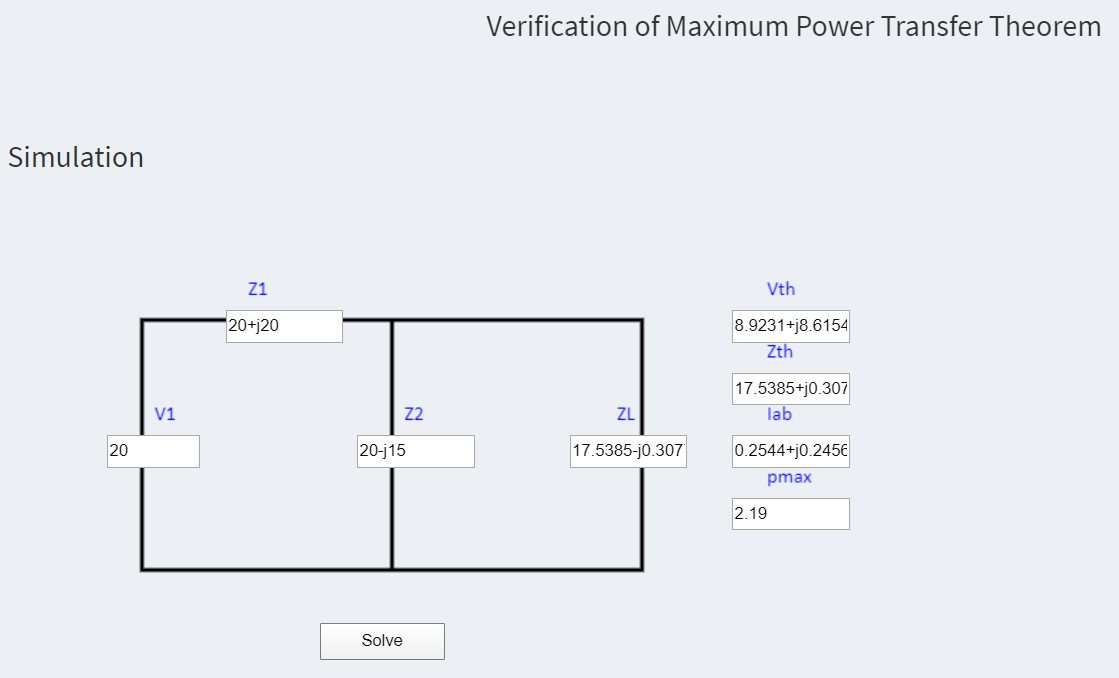 Verification of Maximum Power Transfer Theorem
Simulation
Z1
20+j20
V1
20
Z2
20-j15
ZL
17.5385-j0.307
Vth
8.9231+j8.6154
Zth
17.5385+j0.307
Iab
0.2544+j0.2456
pmax
2.19
Solve